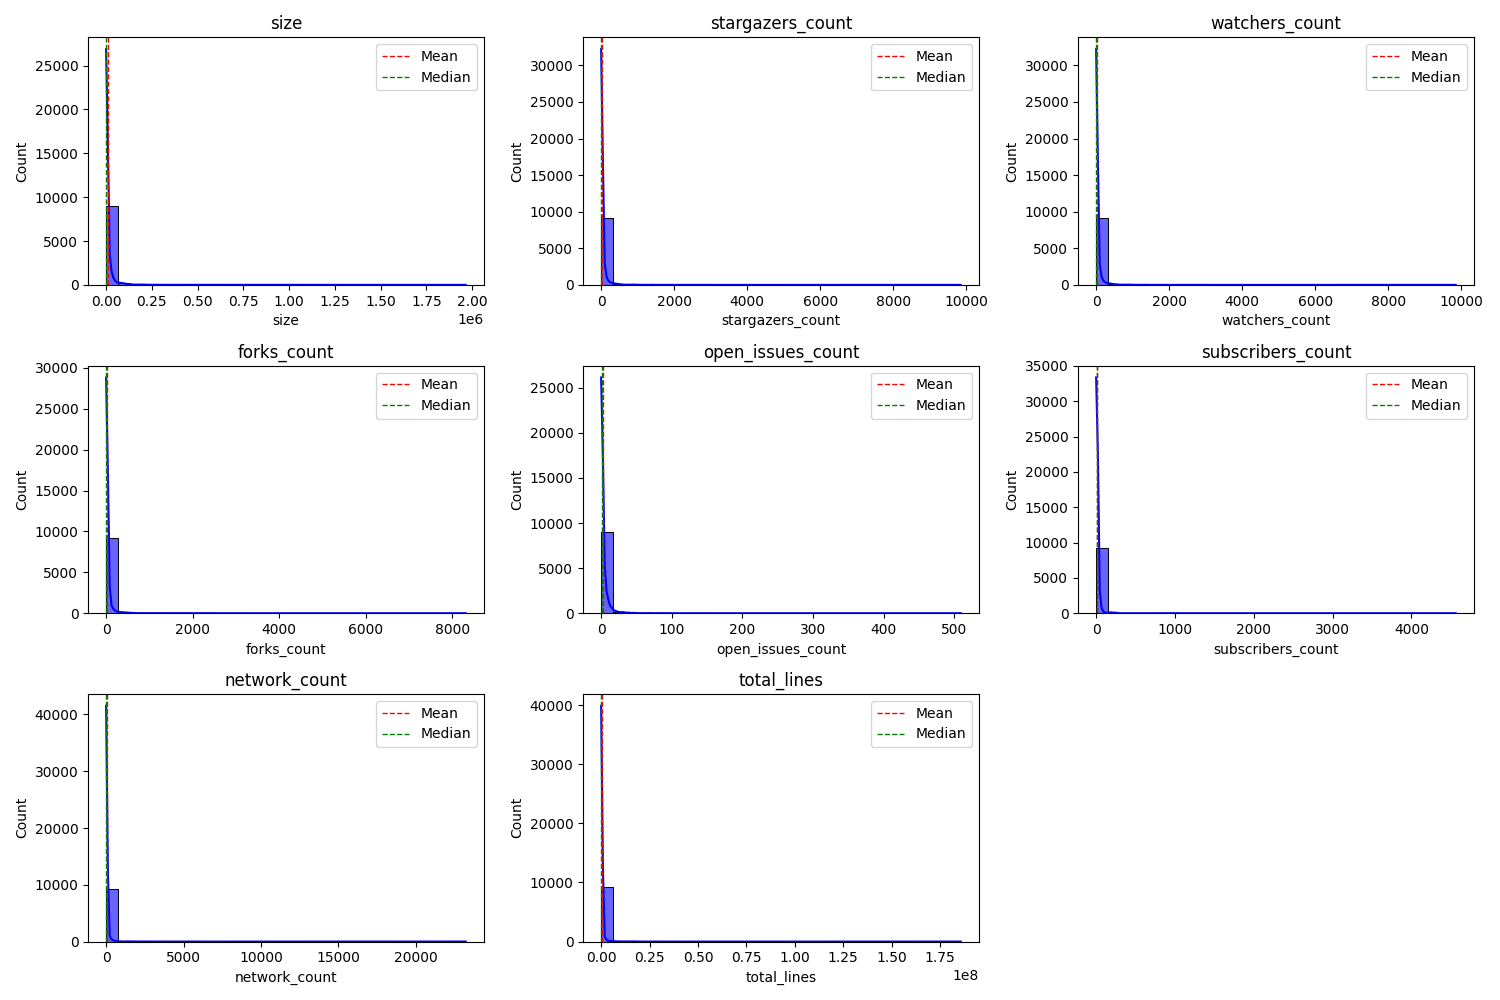 size
Mean
Median
25000
20000
15000
10000
5000
0
Count
0.00 0.25 0.50 0.75 1.00 1.25 1.50 1.75 2.00
1e6
size
stargazers_count
Mean
Median
30000
25000
20000
15000
10000
5000
0
Count
0 2000 4000 6000 8000 10000
stargazers_count
watchers_count
Mean
Median
30000
25000
20000
15000
10000
5000
0
Count
0 2000 4000 6000 8000 10000
watchers_count
forks_count
Mean
Median
30000
25000
20000
15000
10000
5000
0
Count
0 2000 4000 6000 8000
forks_count
open_issues_count
Mean
Median
25000
20000
15000
10000
5000
0
Count
0 100 200 300 400 500
open_issues_count
subscribers_count
Mean
Median
35000
30000
25000
20000
15000
10000
5000
0
Count
0 1000 2000 3000 4000
subscribers_count
network_count
Mean
Median
40000
30000
20000
10000
0
Count
0 5000 10000 15000 20000
network_count
total_lines
Mean
Median
40000
30000
20000
10000
0
Count
0.00 0.25 0.50 0.75 1.00 1.25 1.50 1.75
1e8
total_lines